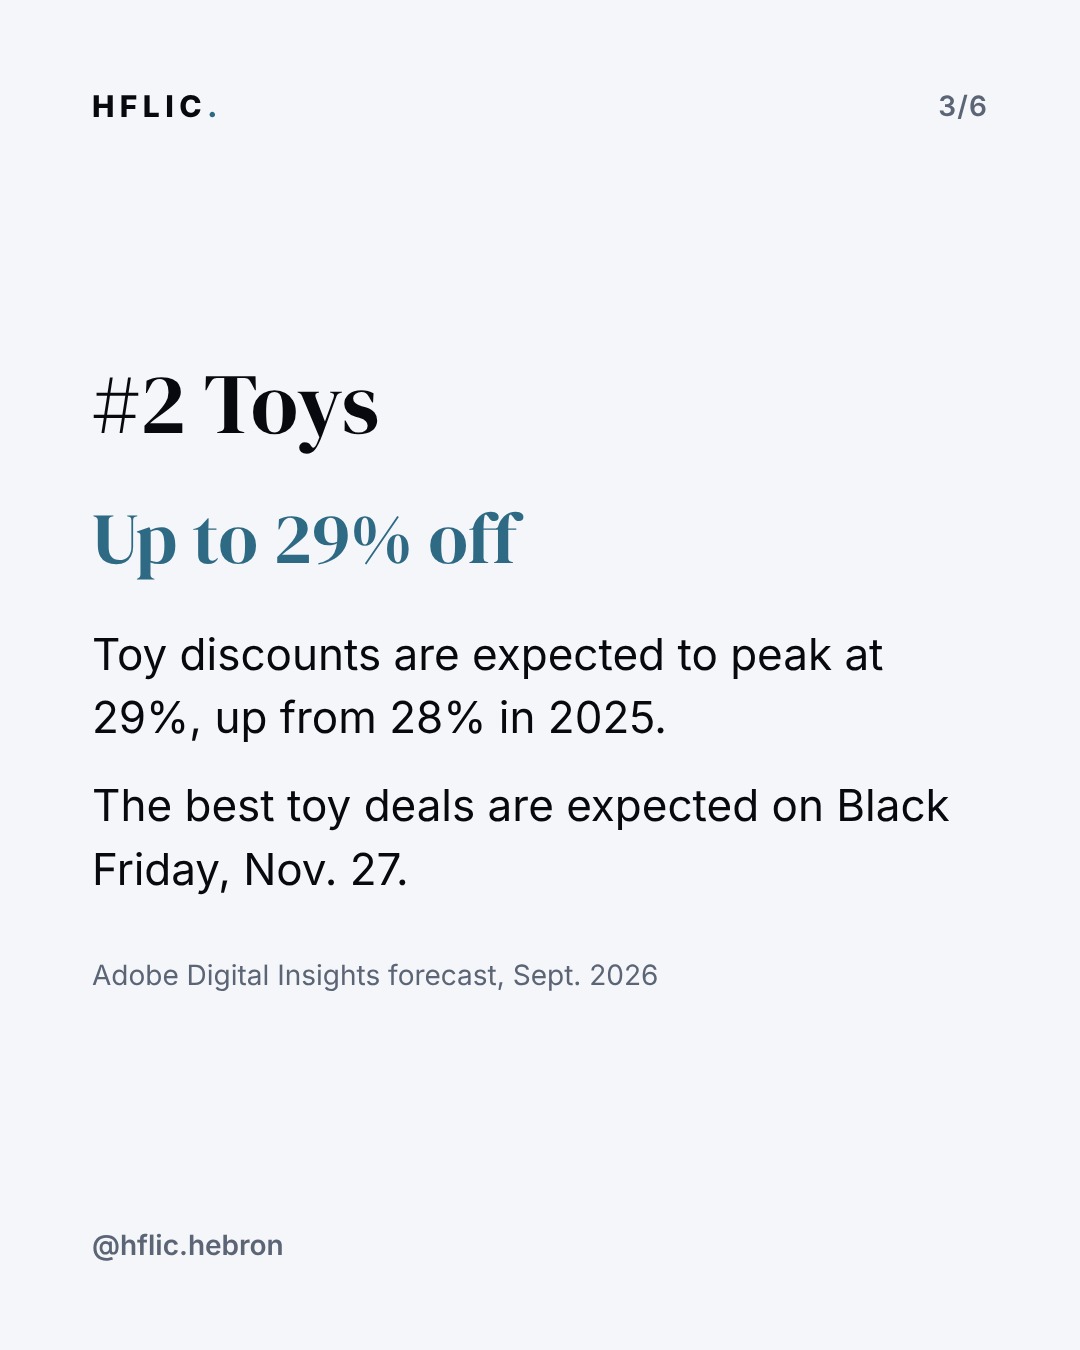 HFLIC.
3/6
#2 Toys
Up to 29% off
Toy discounts are expected to peak at
29%, up from 28% in 2025.
The best toy deals are expected on Black
Friday, Nov. 27.
Adobe Digital Insights forecast, Sept. 2026
@hflic.hebron